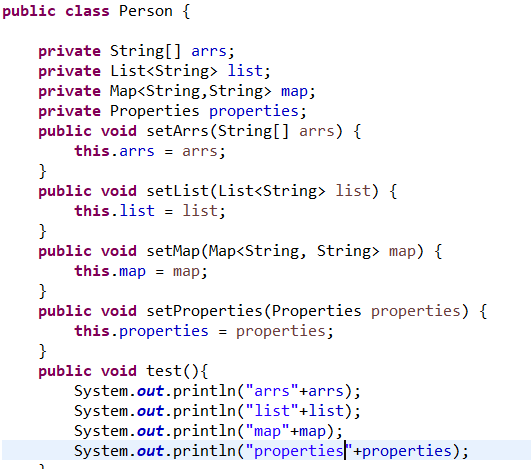 public class Person {
private String[] arrs;
private List<String> list;
private Map<String,String> map;
private Properties properties;
public void setArrs(String[] arrs) {
this.arrs = arrs;
}
public void setList(List<String> list) {
this.list = list;
}
public void setMap(Map<String, String> map) {
this.map = map;
}
public void setProperties(Properties properties) {
this.properties = properties;
}
public void test(){
System.out.println("arrs"+arrs);
System.out.println("list"+list);
System.out.println("map"+map);
System.out.println("properties"+properties);
}